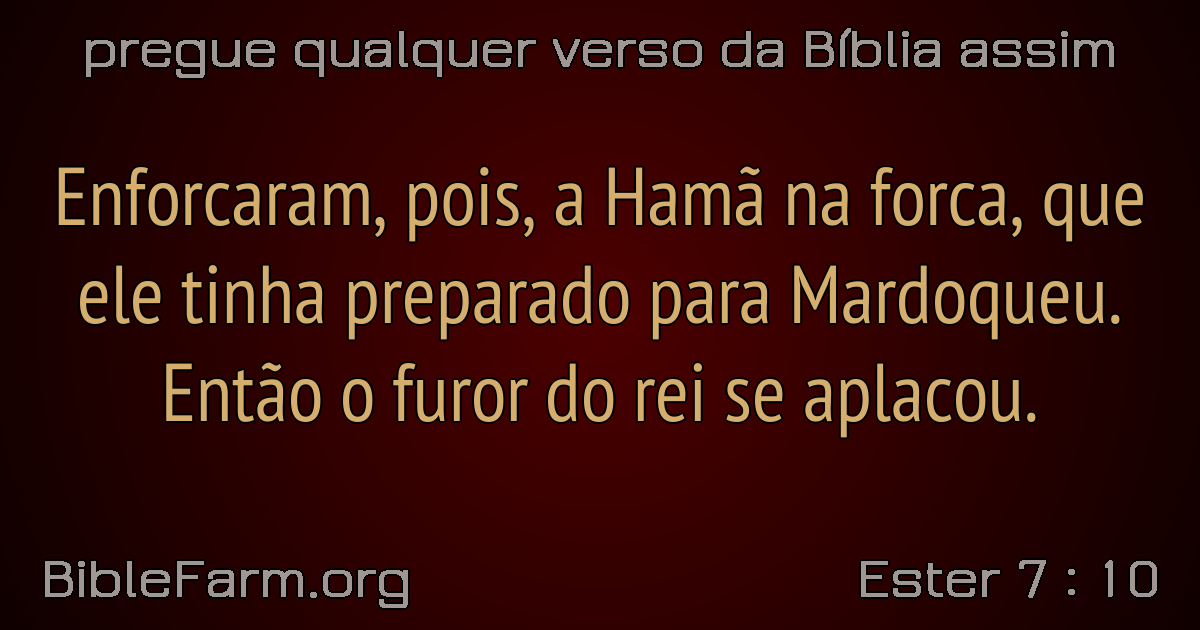 pregue qualquer verso da Bíblia assim
Enforcaram, pois, a Hamã na forca, que
ele tinha preparado para Mardoqueu.
Então o furor do rei se aplacou.
BibleFarm.org
Ester 7 : 10